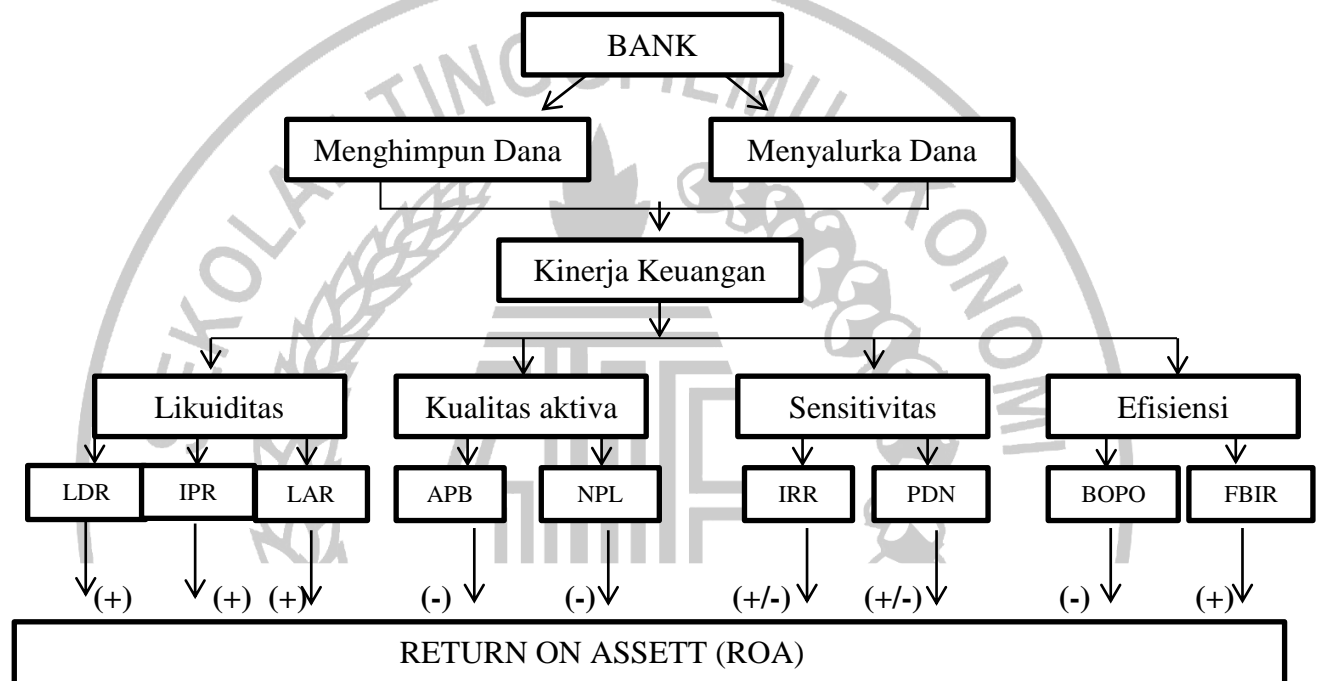 BANK
Menghimpun Dana
Menyalurka Dana
Kinerja Keuangan
Likuiditas
Kualitas aktiva
Sensitivitas
Efisiensi
LDR
IPR
LAR
APB
NPL
IRR
PDN
BOPO
FBIR
(+)
(+)
(+)
(-)
(-)
(+/-)
(+/-)
(-)
(+)
RETURN ON ASSETT (ROA)